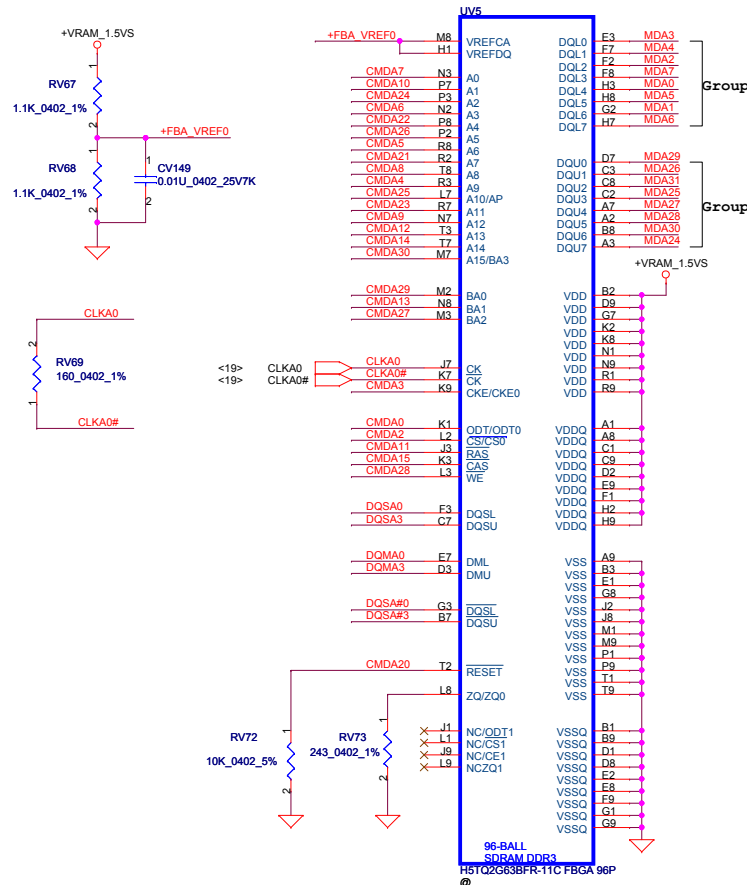 UV5
+VRAM_1.5VS
1
RV67
1.1K_0402_1%
2
+FBA_VREF0
1
RV68
1.1K_0402_1%
2
1
CV149
0.01U_0402_25V7K
2
CLKA0
2
RV69
160_0402_1%
1
CLKA0#
+FBA_VREF0 M8 VREFCA
H1 VREFDQ
CMDA7 N3 A0
CMDA10 P7 A1
CMDA24 P3 A2
CMDA6 N2 A3
CMDA22 P8 A4
CMDA26 P2 A5
CMDA5 R8 A6
CMDA21 R2 A7
CMDA8 T8 A8
CMDA4 R3 A9
CMDA25 L7 A10/AP
CMDA23 R7 A11
CMDA9 N7 A12
CMDA12 T3 A13
CMDA14 T7 A14
CMDA30 M7 A15/BA3
CMDA29 M2 BA0
CMDA13 N8 BA1
CMDA27 M3 BA2
<19> CLKA0 CLKA0 J7 CK
<19> CLKA0# CLKA0# K7 CK
CMDA3 K9 CKE/CKE0
CMDA0 K1 ODT/ODT0
CMDA2 L2 CS/CS0
CMDA11 J3 RAS
CMDA15 K3 CAS
CMDA28 L3 WE
DQSA0 F3 DQSL
DQSA3 C7 DQSU
DQMA0 E7 DML
DQMA3 D3 DMU
DQSA#0 G3 DQSL
DQSA#3 B7 DQSU
CMDA20 T2 RESET
L8 ZQ/ZQ0
1
RV72
10K_0402_5%
2
1
RV73
243_0402_1%
2
J1 NC/ODT1
L1 NC/CS1
J9 NC/CE1
L9 NCZQ1
DQL0 E3 MDA3
DQL1 F7 MDA4
DQL2 F2 MDA2
DQL3 F8 MDA7
DQL4 H3 MDA0
DQL5 H8 MDA5
DQL6 G2 MDA1
DQL7 H7 MDA6
Group
DQU0 D7 MDA29
DQU1 C3 MDA26
DQU2 C8 MDA31
DQU3 C2 MDA25
DQU4 A7 MDA27
DQU5 A2 MDA28
DQU6 B8 MDA30
DQU7 A3 MDA24
Group
+VRAM_1.5VS
VDD B2
VDD D9
VDD G7
VDD K2
VDD K8
VDD N1
VDD N9
VDD R1
VDD R9
VDDQ A1
VDDQ A8
VDDQ C1
VDDQ C9
VDDQ D2
VDDQ E9
VDDQ F1
VDDQ H2
VDDQ H9
VSS A9
VSS B3
VSS E1
VSS G8
VSS J2
VSS J8
VSS M1
VSS M9
VSS P1
VSS P9
VSS T1
VSS T9
VSSQ B1
VSSQ B9
VSSQ D1
VSSQ D8
VSSQ E2
VSSQ E8
VSSQ F9
VSSQ G1
VSSQ G9
96-BALL
SDRAM DDR3
H5TQ2G63BFR-11C FBGA 96P
@